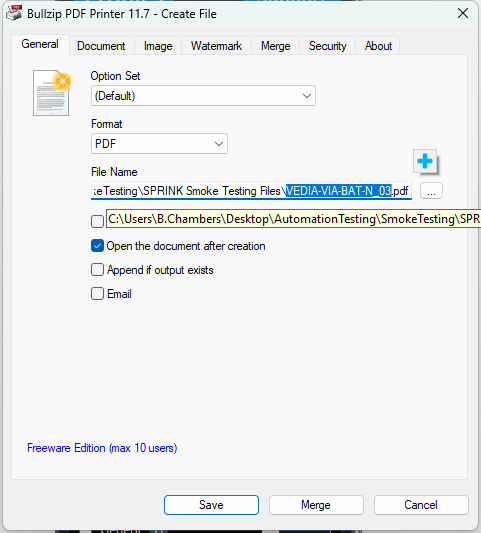 Bullzip PDF Printer 11.7 - Create File
General Document Image Watermark Merge Security About
Option Set
(Default)
Format
PDF
File Name
keTesting\SPRINK Smoke Testing Files\VEDIA-VIA-BAT-N_03.pdf ...
C:\Users\B.Chambers\Desktop\AutomationTesting\SmokeTesting\SPRI
Open the document after creation
Append if output exists
Email
Freeware Edition (max 10 users)
Save Merge Cancel